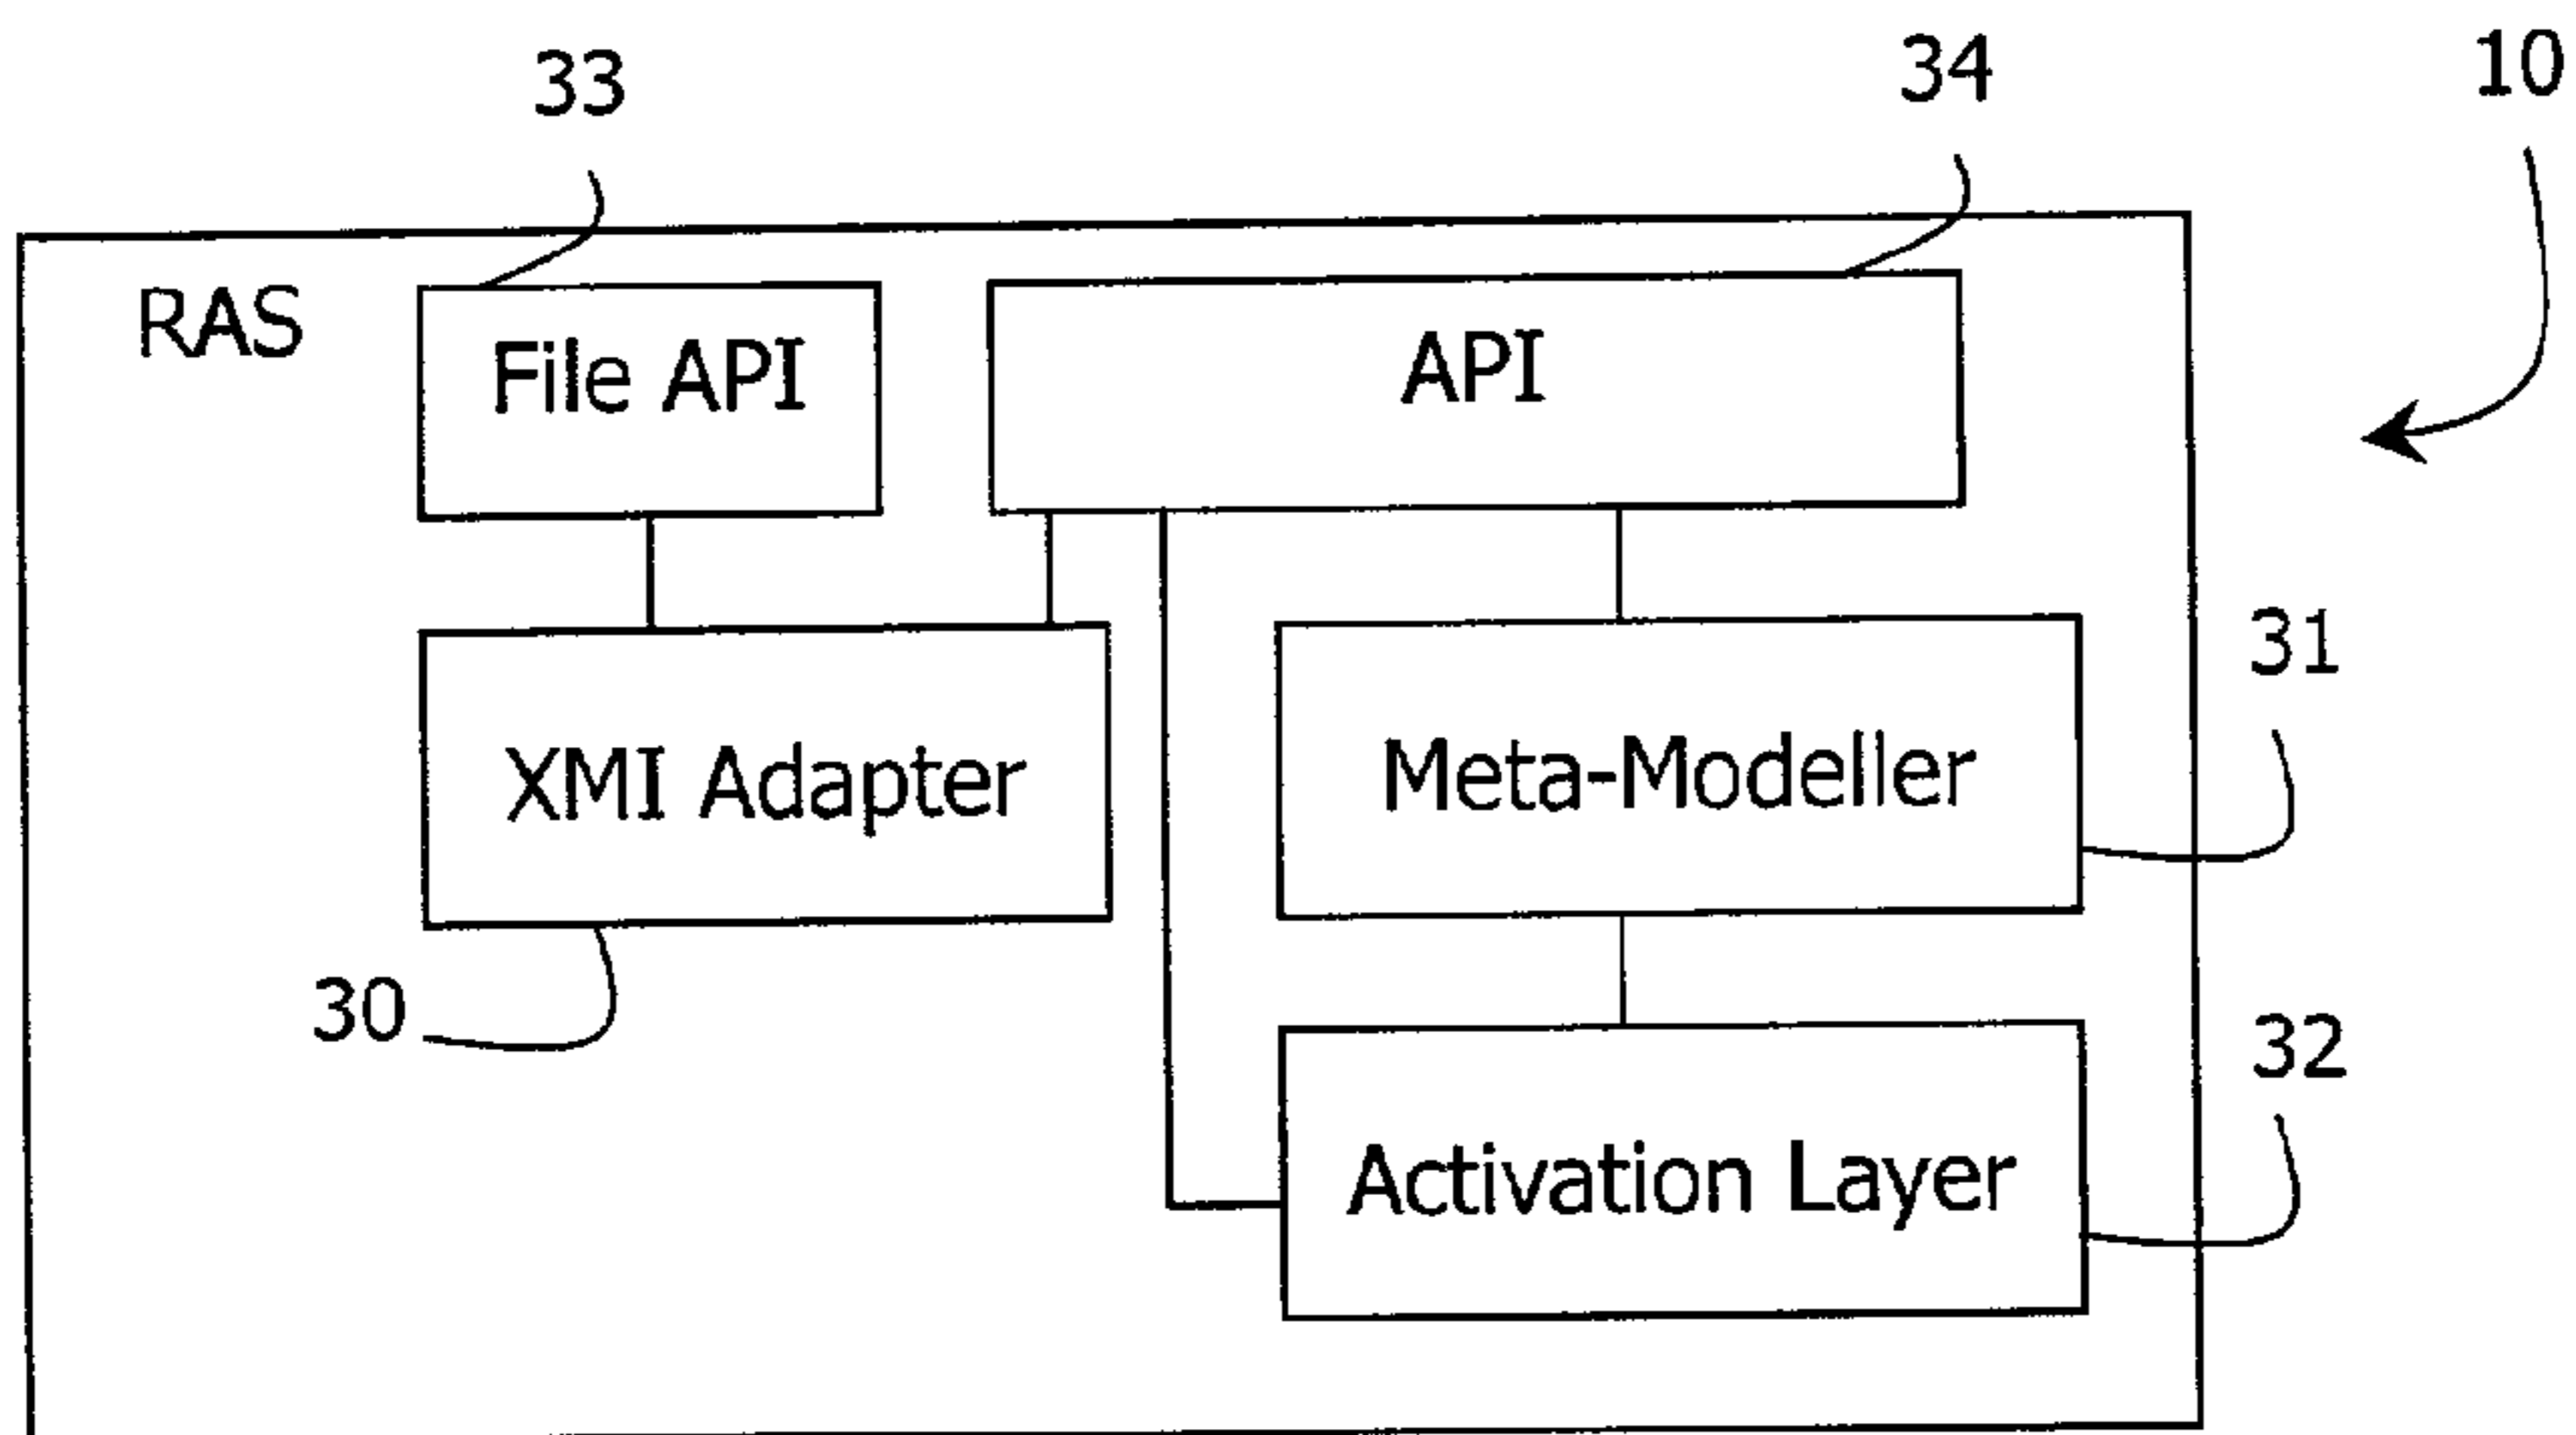 33
34
10
RAS
File API
API
31
XMI Adapter
Meta-Modeller
30
32
Activation Layer